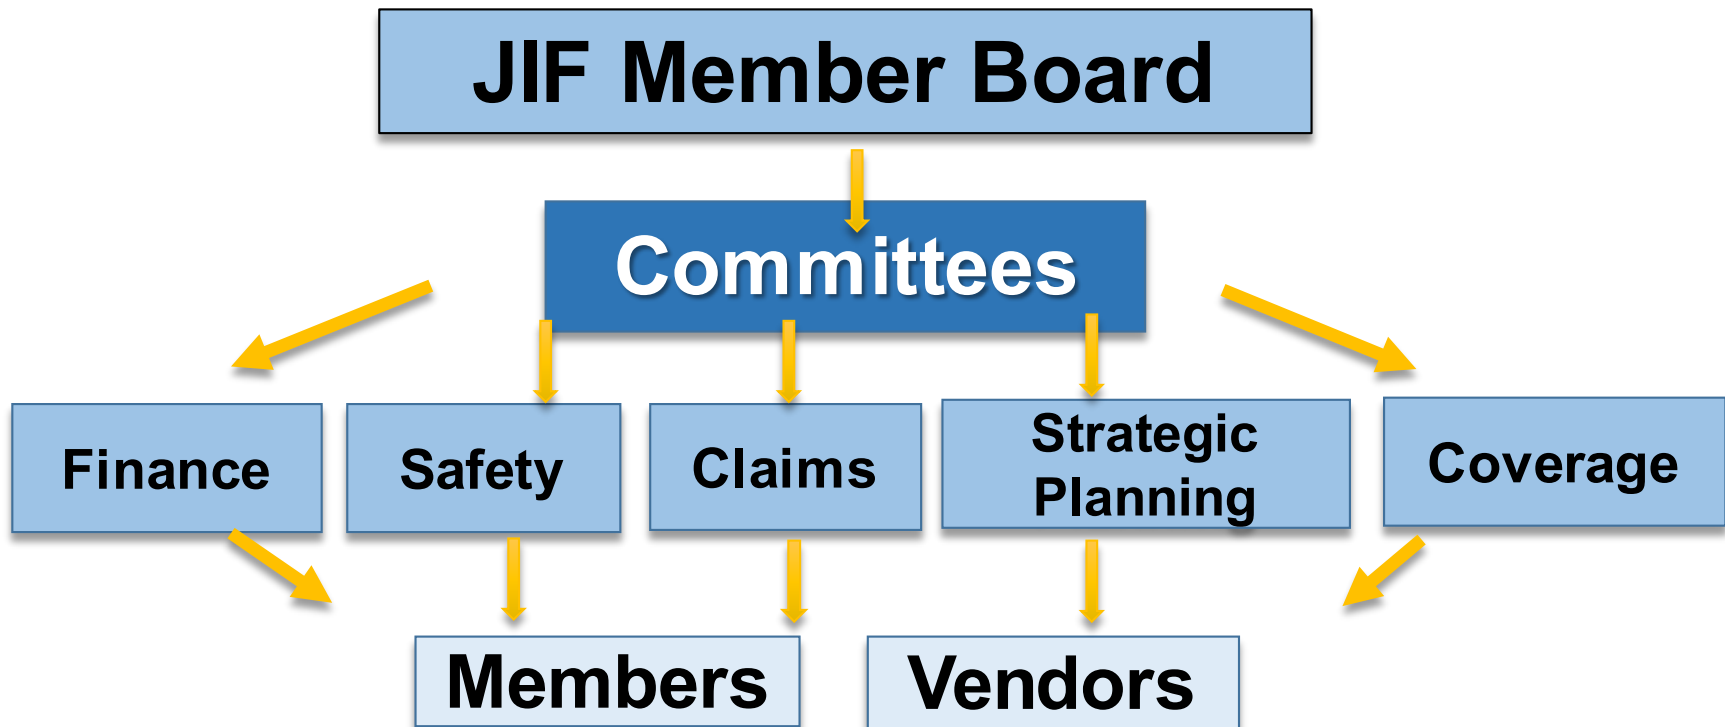 JIF Member Board
Committees
Finance
Safety
Claims
Strategic
Planning
Coverage
Members
Vendors